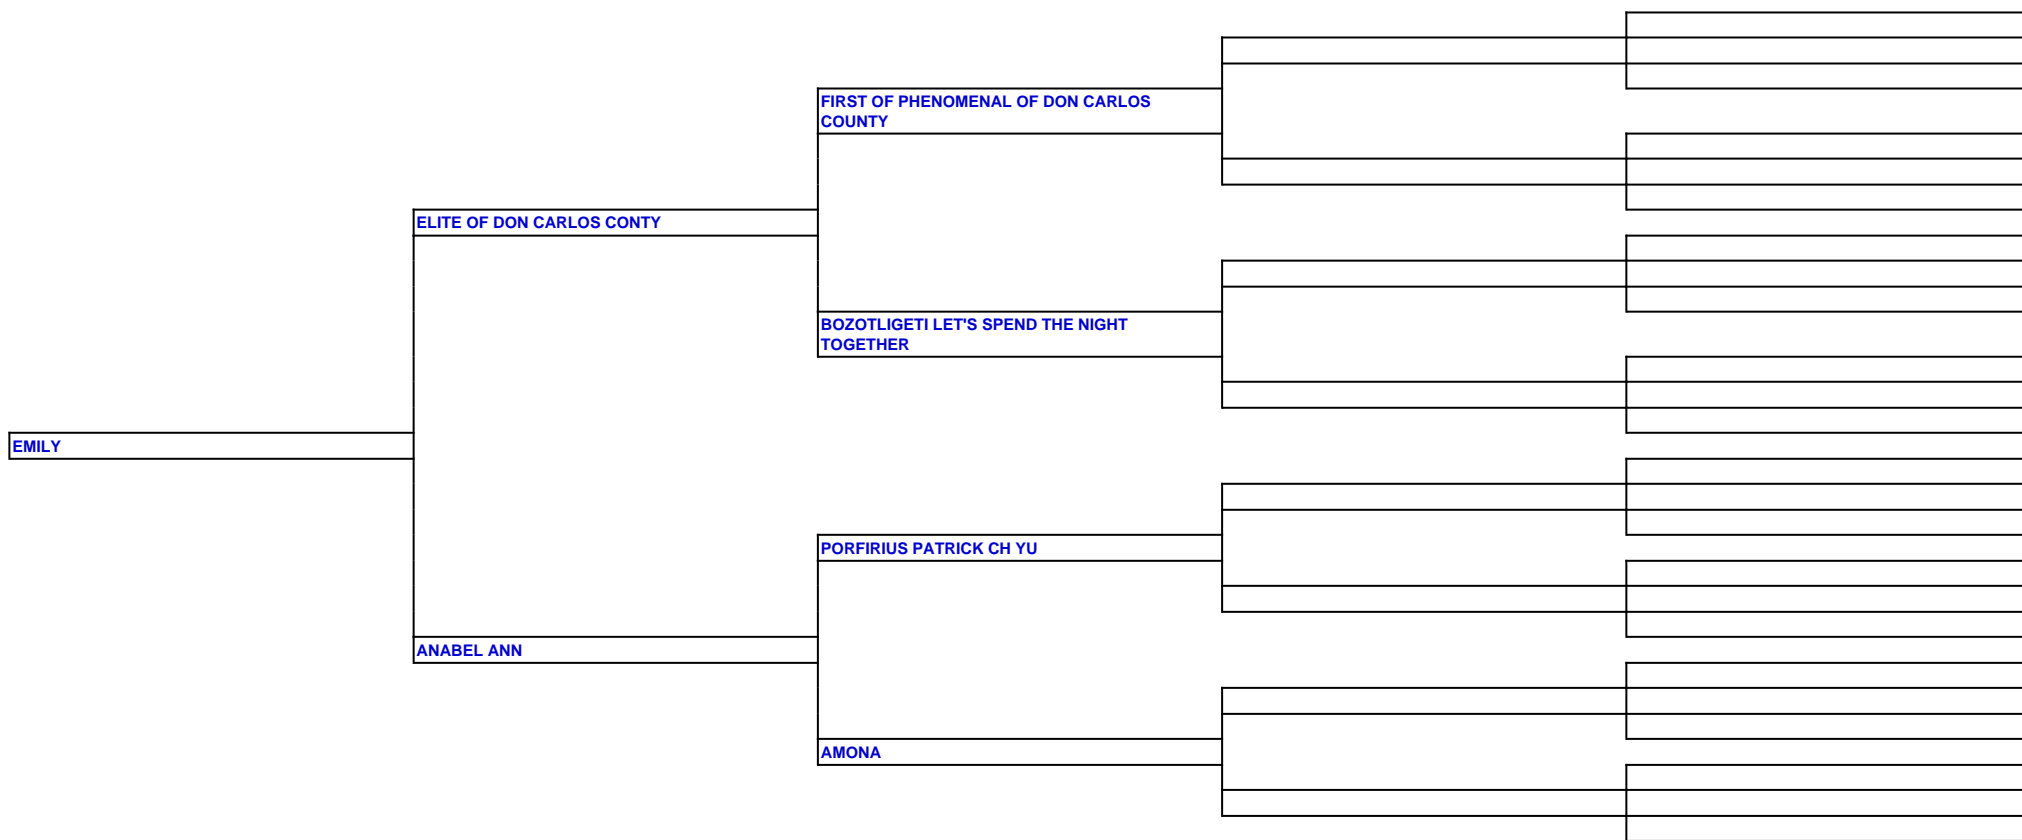 FIRST OF PHENOMENAL OF DON CARLOS
COUNTY
ELITE OF DON CARLOS CONTY
BOZOTLIGETI LET'S SPEND THE NIGHT
TOGETHER
EMILY
PORFIRIUS PATRICK CH YU
ANABEL ANN
AMONA